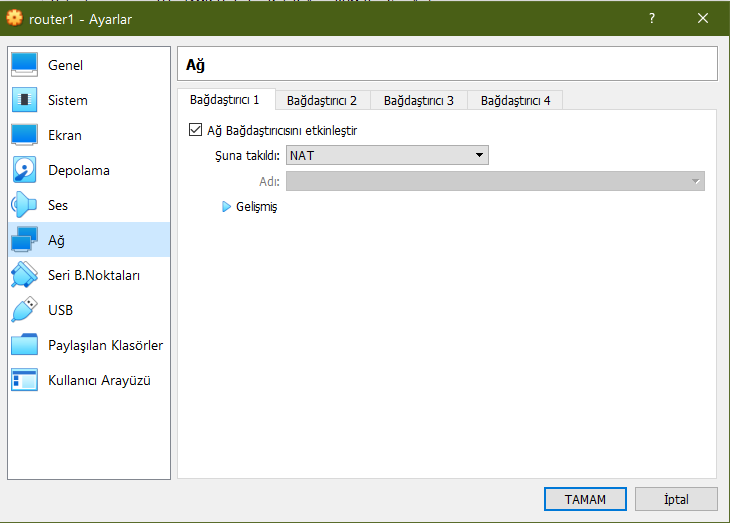 router1 - Ayarlar
?
Genel
Sistem
Ekran
Depolama
Ses
Ağ
Seri B.Noktaları
USB
Paylaşılan Klasörler
Kullanıcı Arayüzü
Ağ
Bağdaştırıcı 1
Bağdaştırıcı 2
Bağdaştırıcı 3
Bağdaştırıcı 4
Ağ Bağdaştırıcısını etkinleştir
Şuna takıldı: NAT
Adı:
Gelişmiş
TAMAM
İptal